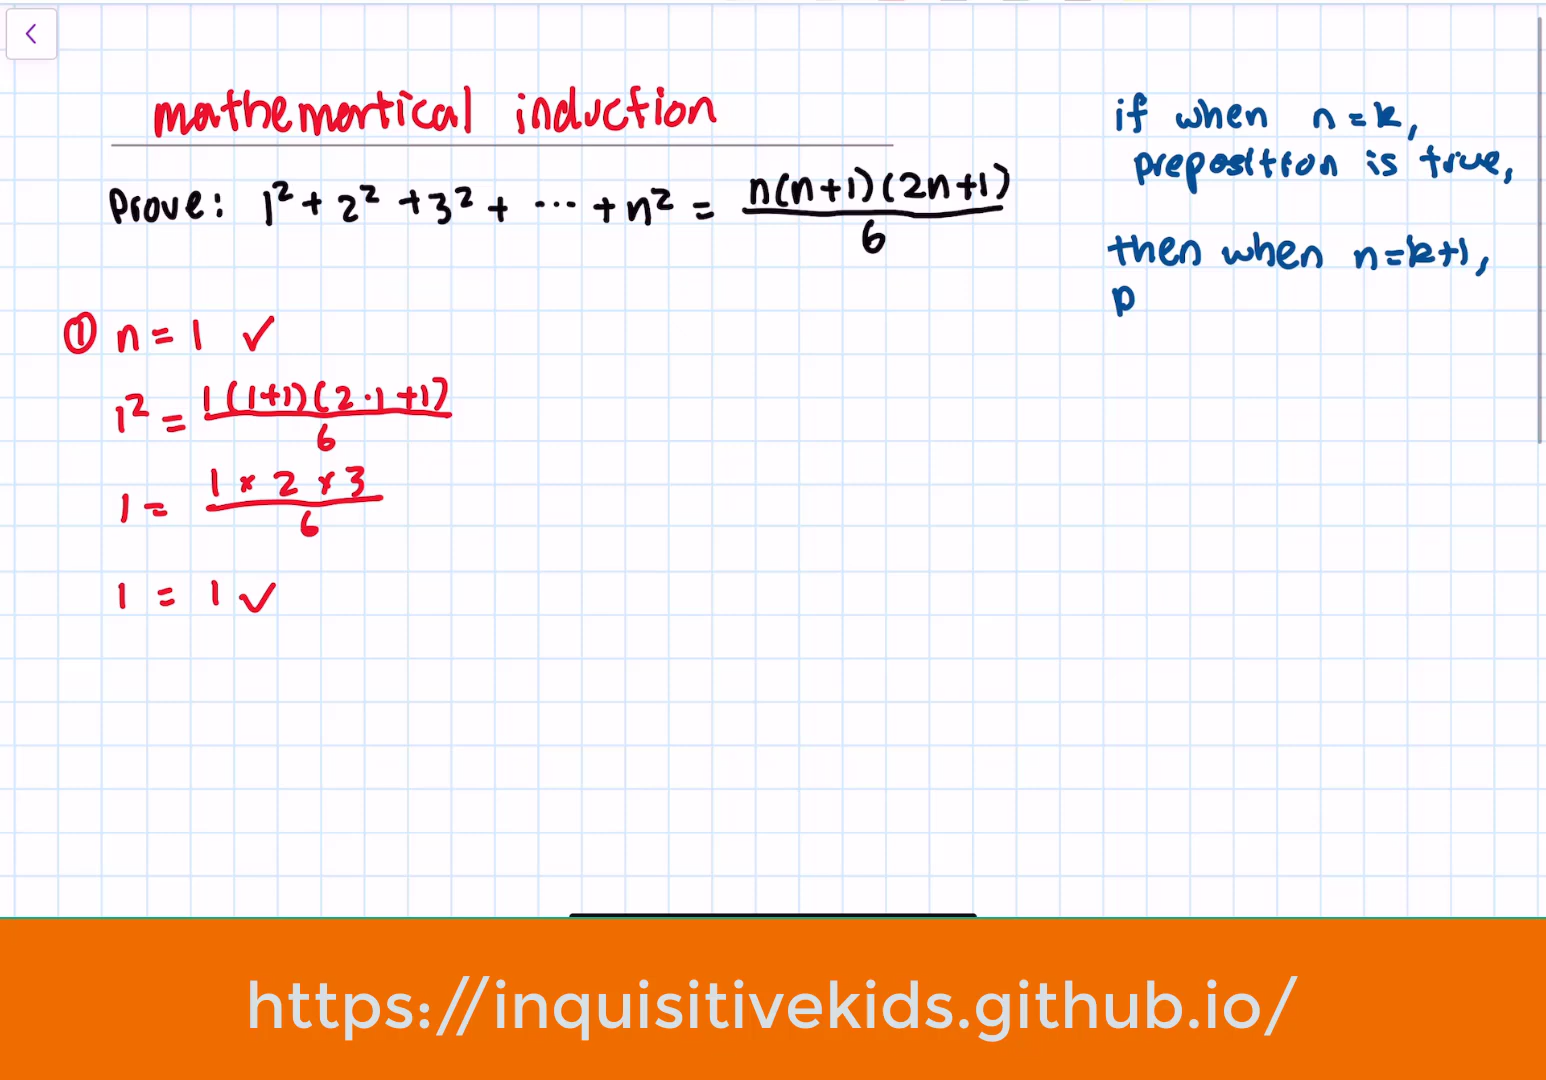 mathemortical induction
Prove: 1² + 2² + 3² + ... + n² = n(n+1)(2n+1) / 6
① n = 1 ✓
1² = 1(1+1)(2·1+1) / 6
1 = 1 × 2 × 3 / 6
1 = 1 ✓
if when n=k,
preposition is true,
then when n=k+1,
p
https://inquisitivekids.github.io/